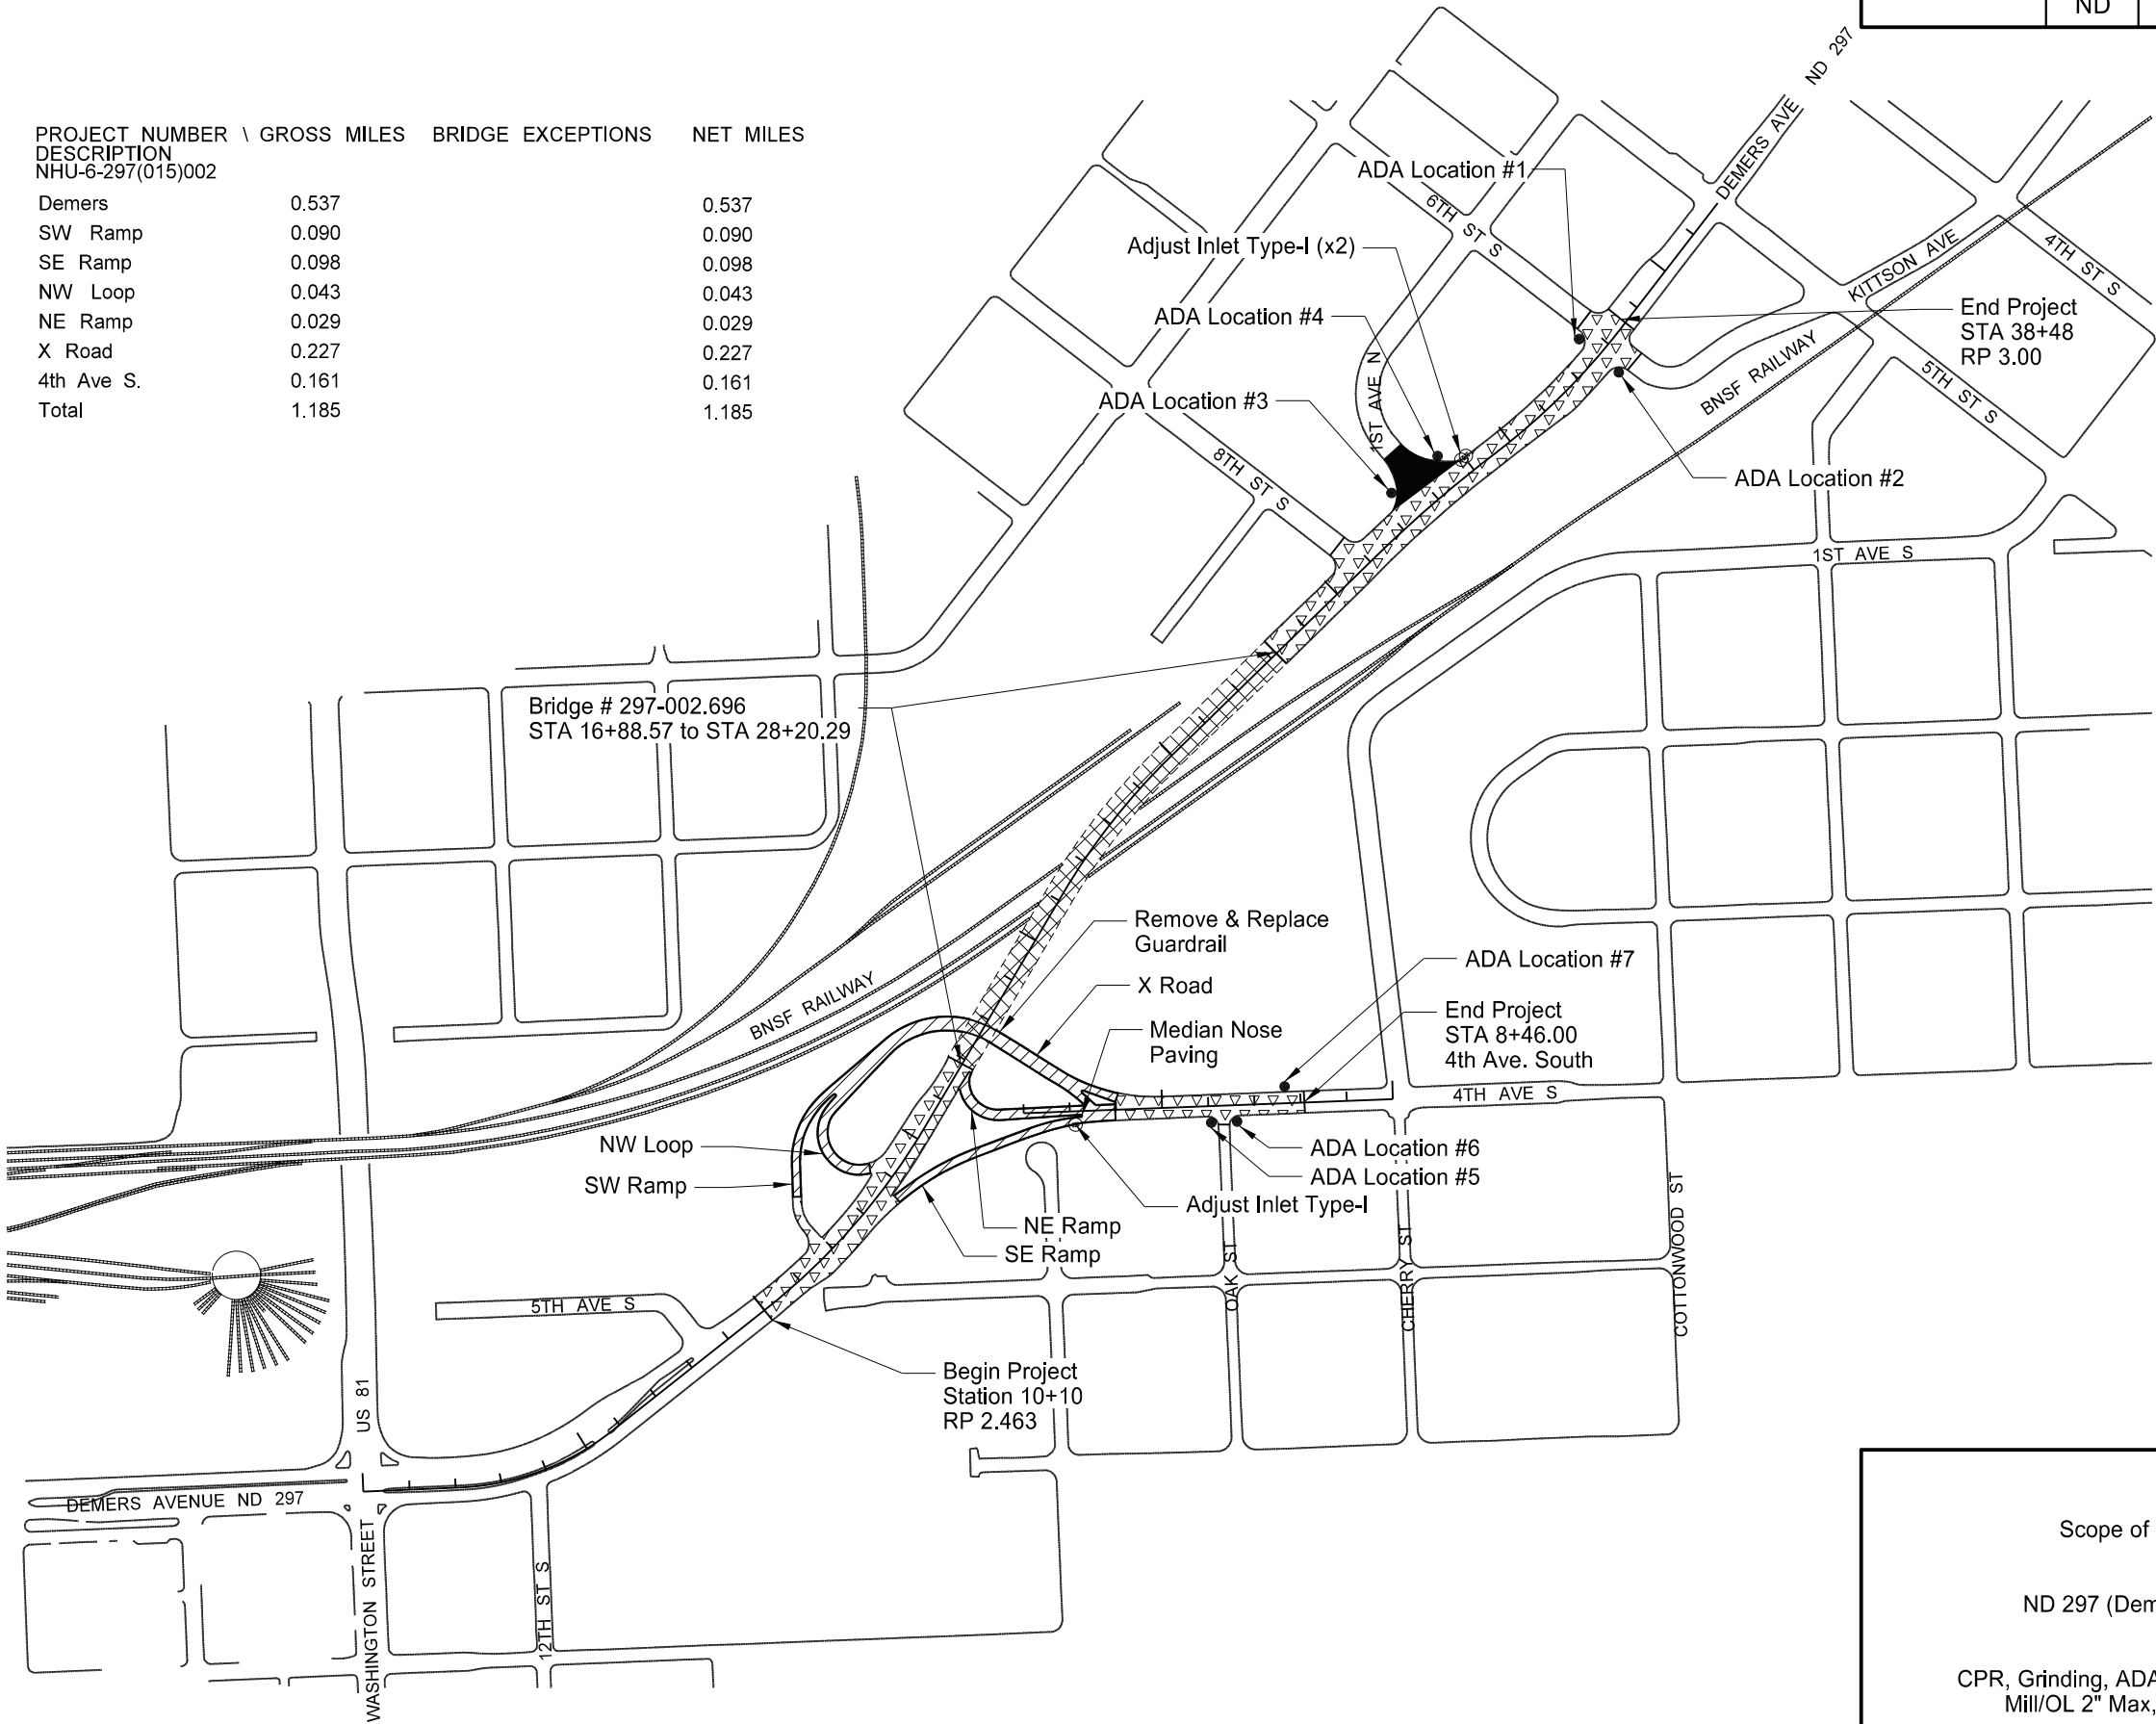 ND
PROJECT NUMBER \ GROSS MILES BRIDGE EXCEPTIONS NET MILES
DESCRIPTION
NHU-6-297(015)002
Demers 0.537 0.537
SW Ramp 0.090 0.090
SE Ramp 0.098 0.098
NW Loop 0.043 0.043
NE Ramp 0.029 0.029
X Road 0.227 0.227
4th Ave S. 0.161 0.161
Total 1.185 1.185
DEMERS AVE ND 297
ADA Location #1
6TH ST S
Adjust Inlet Type-I (x2)
4TH ST S
KITTSON AVE
ADA Location #4
End Project
STA 38+48
RP 3.00
1ST AVE N
BNSF RAILWAY
5TH ST S
ADA Location #3
8TH ST S
ADA Location #2
1ST AVE S
Bridge # 297-002.696
STA 16+88.57 to STA 28+20.29
Remove & Replace
Guardrail
ADA Location #7
X Road
BNSF RAILWAY
Median Nose
Paving
End Project
STA 8+46.00
4th Ave. South
4TH AVE S
NW Loop
SW Ramp
ADA Location #6
ADA Location #5
Adjust Inlet Type-I
NE Ramp
SE Ramp
OAK ST
CHERRY ST
COTTONWOOD ST
5TH AVE S
Begin Project
Station 10+10
RP 2.463
US 81
DEMERS AVENUE ND 297
WASHINGTON STREET
12TH ST S
Scope of
ND 297 (Dem
CPR, Grinding, ADA
Mill/OL 2" Max,